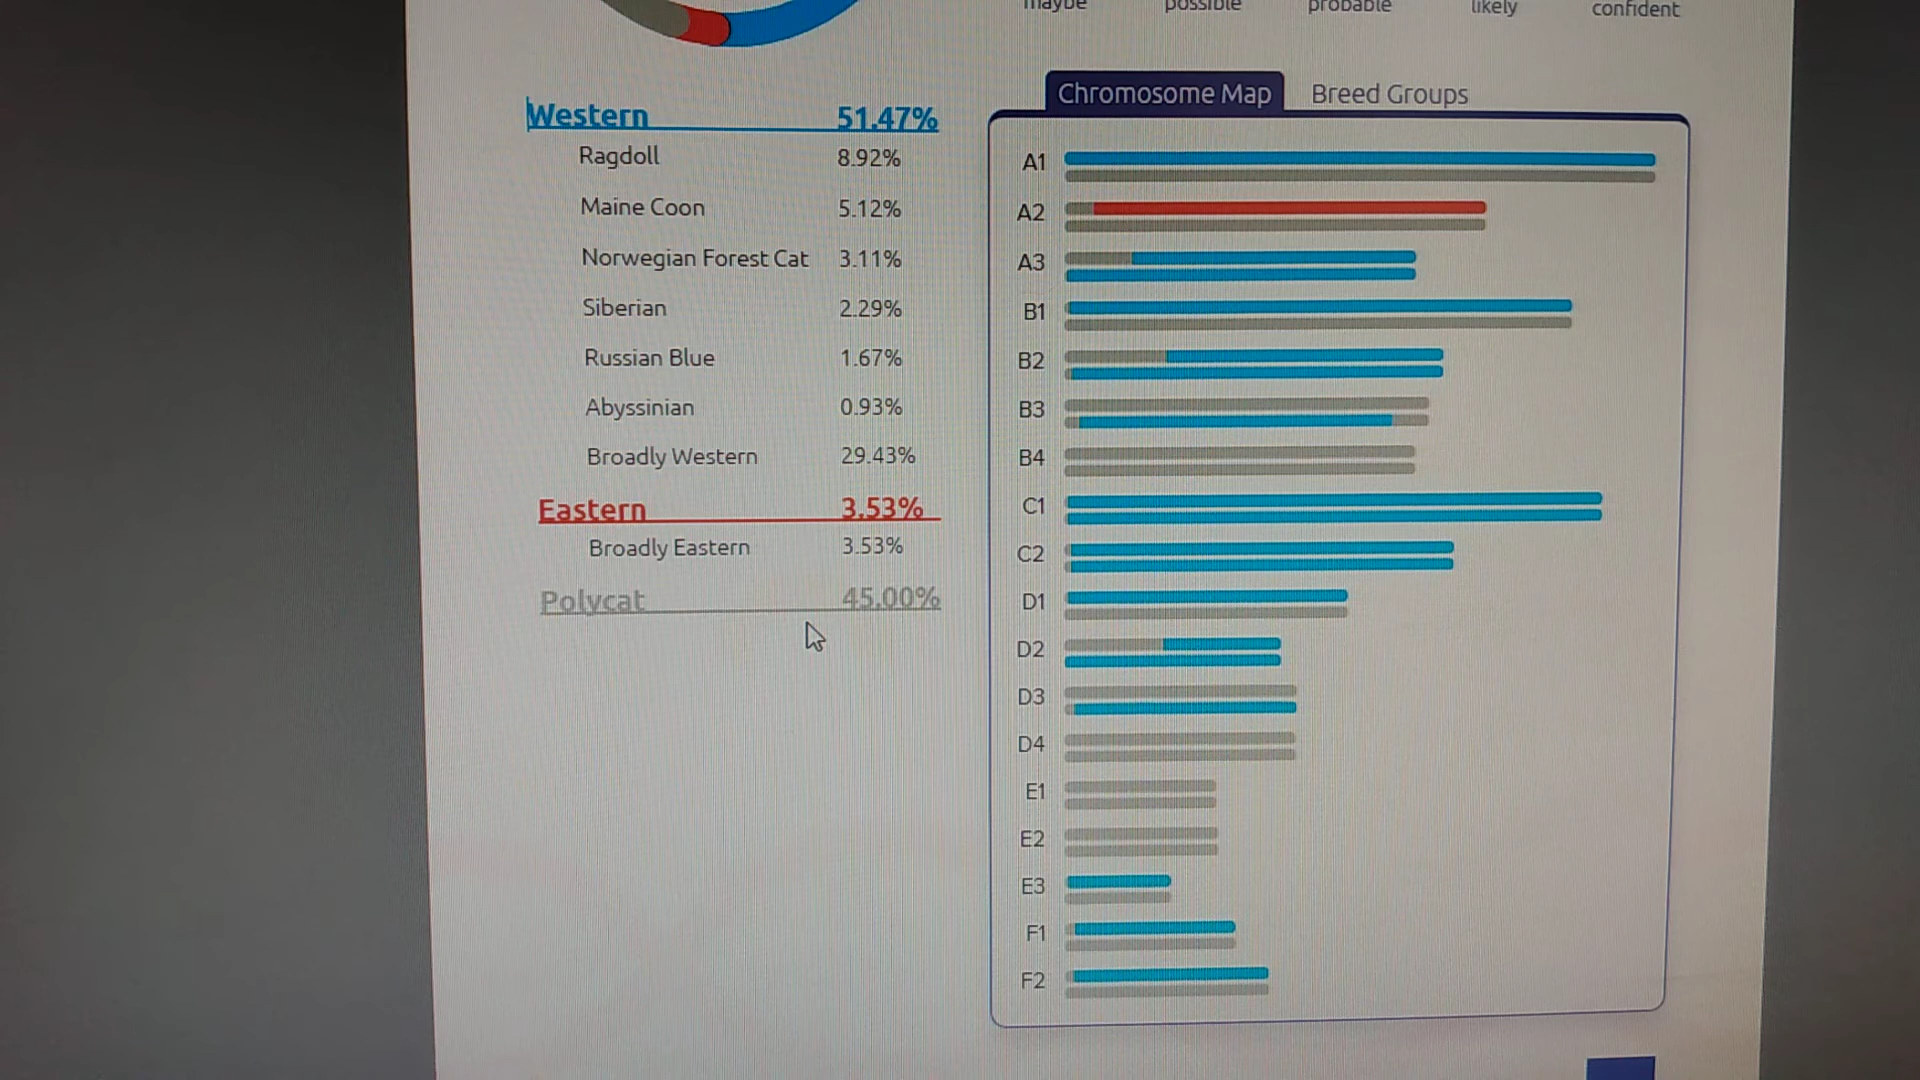 maybe possible probable likely confident
Chromosome Map Breed Groups
Western 51.47%
Ragdoll 8.92%
Maine Coon 5.12%
Norwegian Forest Cat 3.11%
Siberian 2.29%
Russian Blue 1.67%
Abyssinian 0.93%
Broadly Western 29.43%
Eastern 3.53%
Broadly Eastern 3.53%
Polycat 45.00%
A1
A2
A3
B1
B2
B3
B4
C1
C2
D1
D2
D3
D4
E1
E2
E3
F1
F2